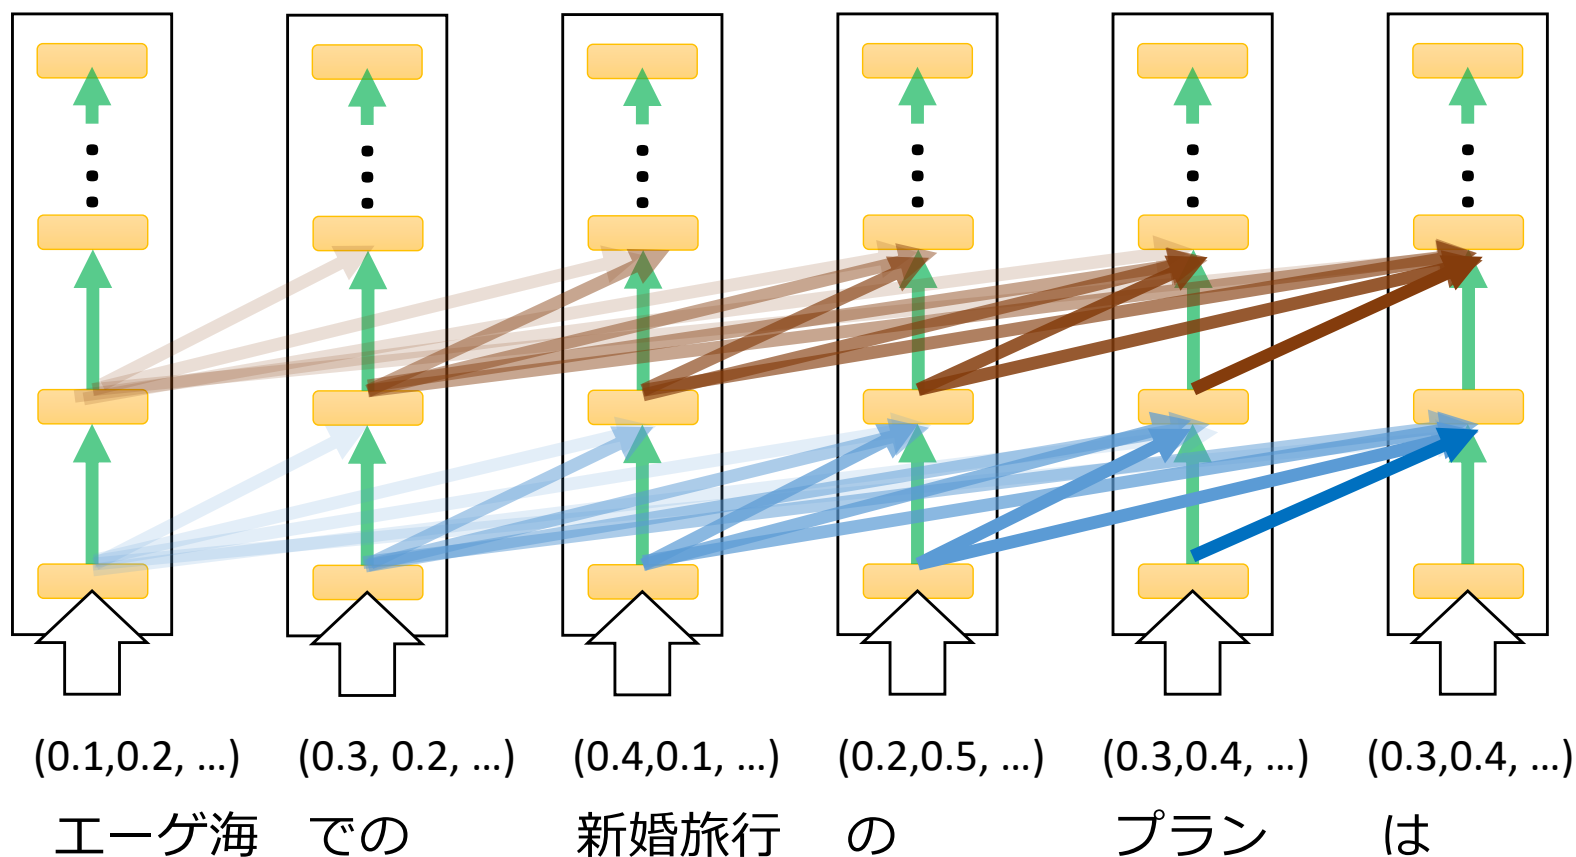 (0.1,0.2, ...) (0.3, 0.2, ...) (0.4,0.1, ...) (0.2,0.5, ...) (0.3,0.4, ...) (0.3,0.4, ...)
エーゲ海 での 新婚旅行 の プラン は